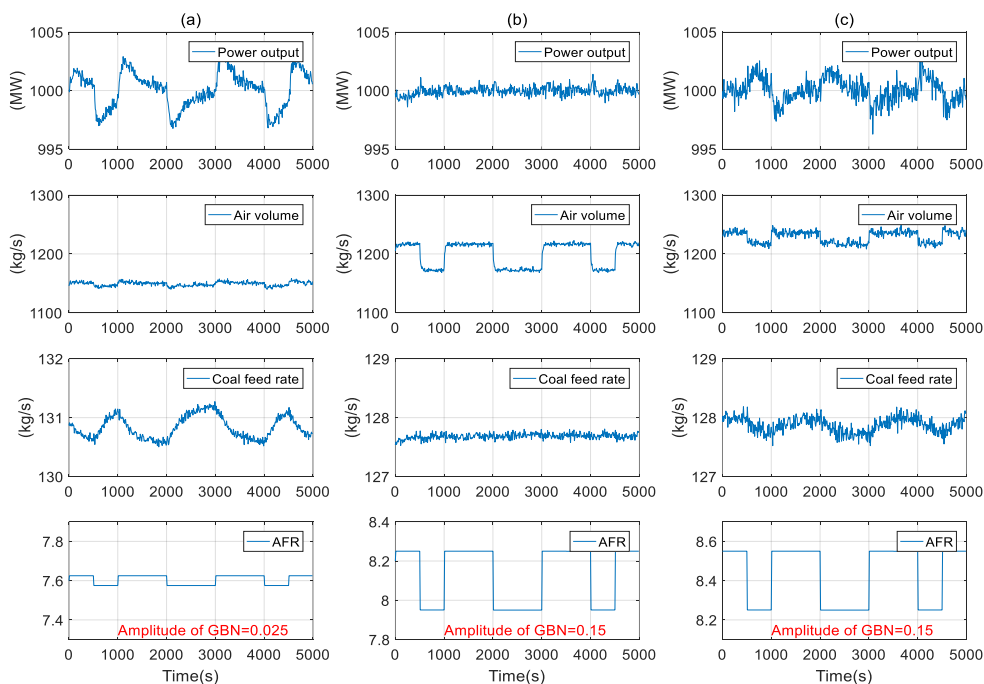 (a)
(b)
(c)
1005
1000
995
(MW)
Power output
0 1000 2000 3000 4000 5000
1005
1000
995
(MW)
Power output
0 1000 2000 3000 4000 5000
1005
1000
995
(MW)
Power output
0 1000 2000 3000 4000 5000
1300
1200
1100
(kg/s)
Air volume
0 1000 2000 3000 4000 5000
1300
1200
1100
(kg/s)
Air volume
0 1000 2000 3000 4000 5000
1300
1200
1100
(kg/s)
Air volume
0 1000 2000 3000 4000 5000
132
131
130
(kg/s)
Coal feed rate
0 1000 2000 3000 4000 5000
129
128
127
(kg/s)
Coal feed rate
0 1000 2000 3000 4000 5000
129
128
127
(kg/s)
Coal feed rate
0 1000 2000 3000 4000 5000
7.8
7.6
7.4
AFR
Amplitude of GBN=0.025
0 1000 2000 3000 4000 5000
Time(s)
8.4
8.2
8
7.8
AFR
Amplitude of GBN=0.15
0 1000 2000 3000 4000 5000
Time(s)
8.6
8.4
8.2
AFR
Amplitude of GBN=0.15
0 1000 2000 3000 4000 5000
Time(s)